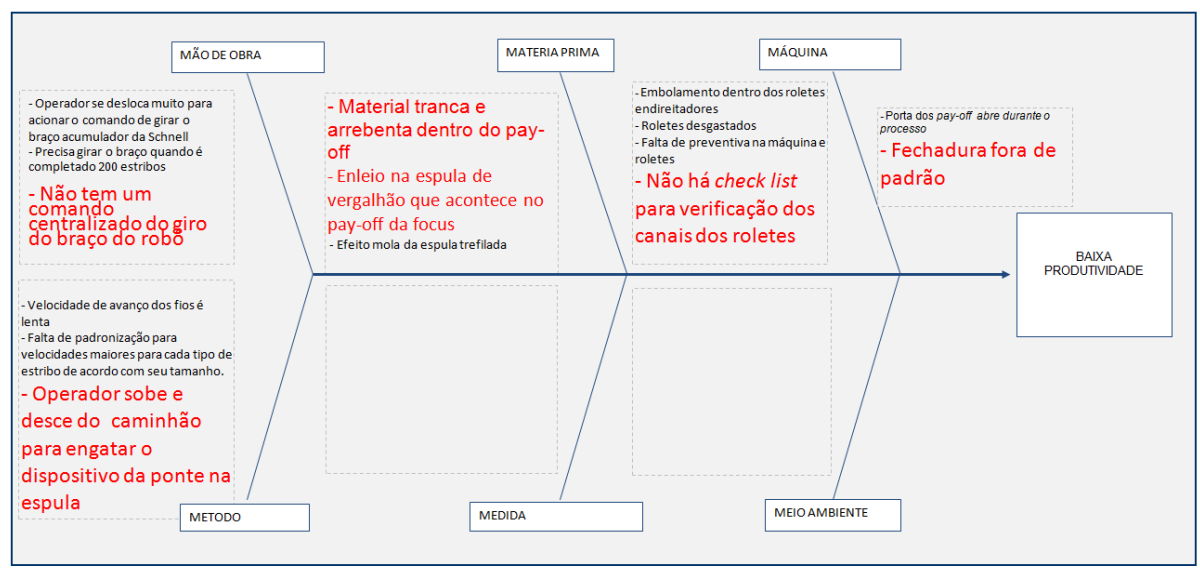 MÃO DE OBRA
MATERIA PRIMA
MÁQUINA
- Operador se desloca muito para
acionar o comando de girar o
braço acumulador da Schnell
- Precisa girar o braço quando é
completado 200 estribos
- Não tem um
comando
centralizado do giro
do braço do robô
- Material tranca e
arrebenta dentro do pay-
off
- Enleio na espula de
vergalhão que acontece no
pay-off da focus
- Efeito mola da espula trefilada
- Embolamento dentro dos roletes
endireitadores
- Roletes desgastados
- Falta de preventiva na máquina e
roletes
- Não há check list
para verificação dos
canais dos roletes
- Porta dos pay-off abre durante o
processo
- Fechadura fora de
padrão
BAIXA
PRODUTIVIDADE
- Velocidade de avanço dos fios é
lenta
- Falta de padronização para
velocidades maiores para cada tipo de
estribo de acordo com seu tamanho.
- Operador sobe e
desce do caminhão
para engatar o
dispositivo da ponte na
espula
METODO
MEDIDA
MEIO AMBIENTE